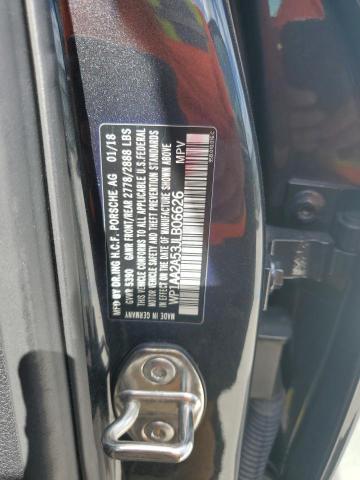 MFD BY DR.ING H.C.F. PORSCHE AG 01/18
GVWR 5390 GAWR FRONT/REAR 2778/2888 LBS
THIS VEHICLE CONFORMS TO ALL APPLICABLE U.S.FEDERAL
MOTOR VEHICLE SAFETY, BUMPER AND THEFT PREVENTION STANDARDS
IN EFFECT ON THE DATE OF MANUFACTURE SHOWN ABOVE
WP1AA2A53JLB06626 MPV
MADE IN GERMANY